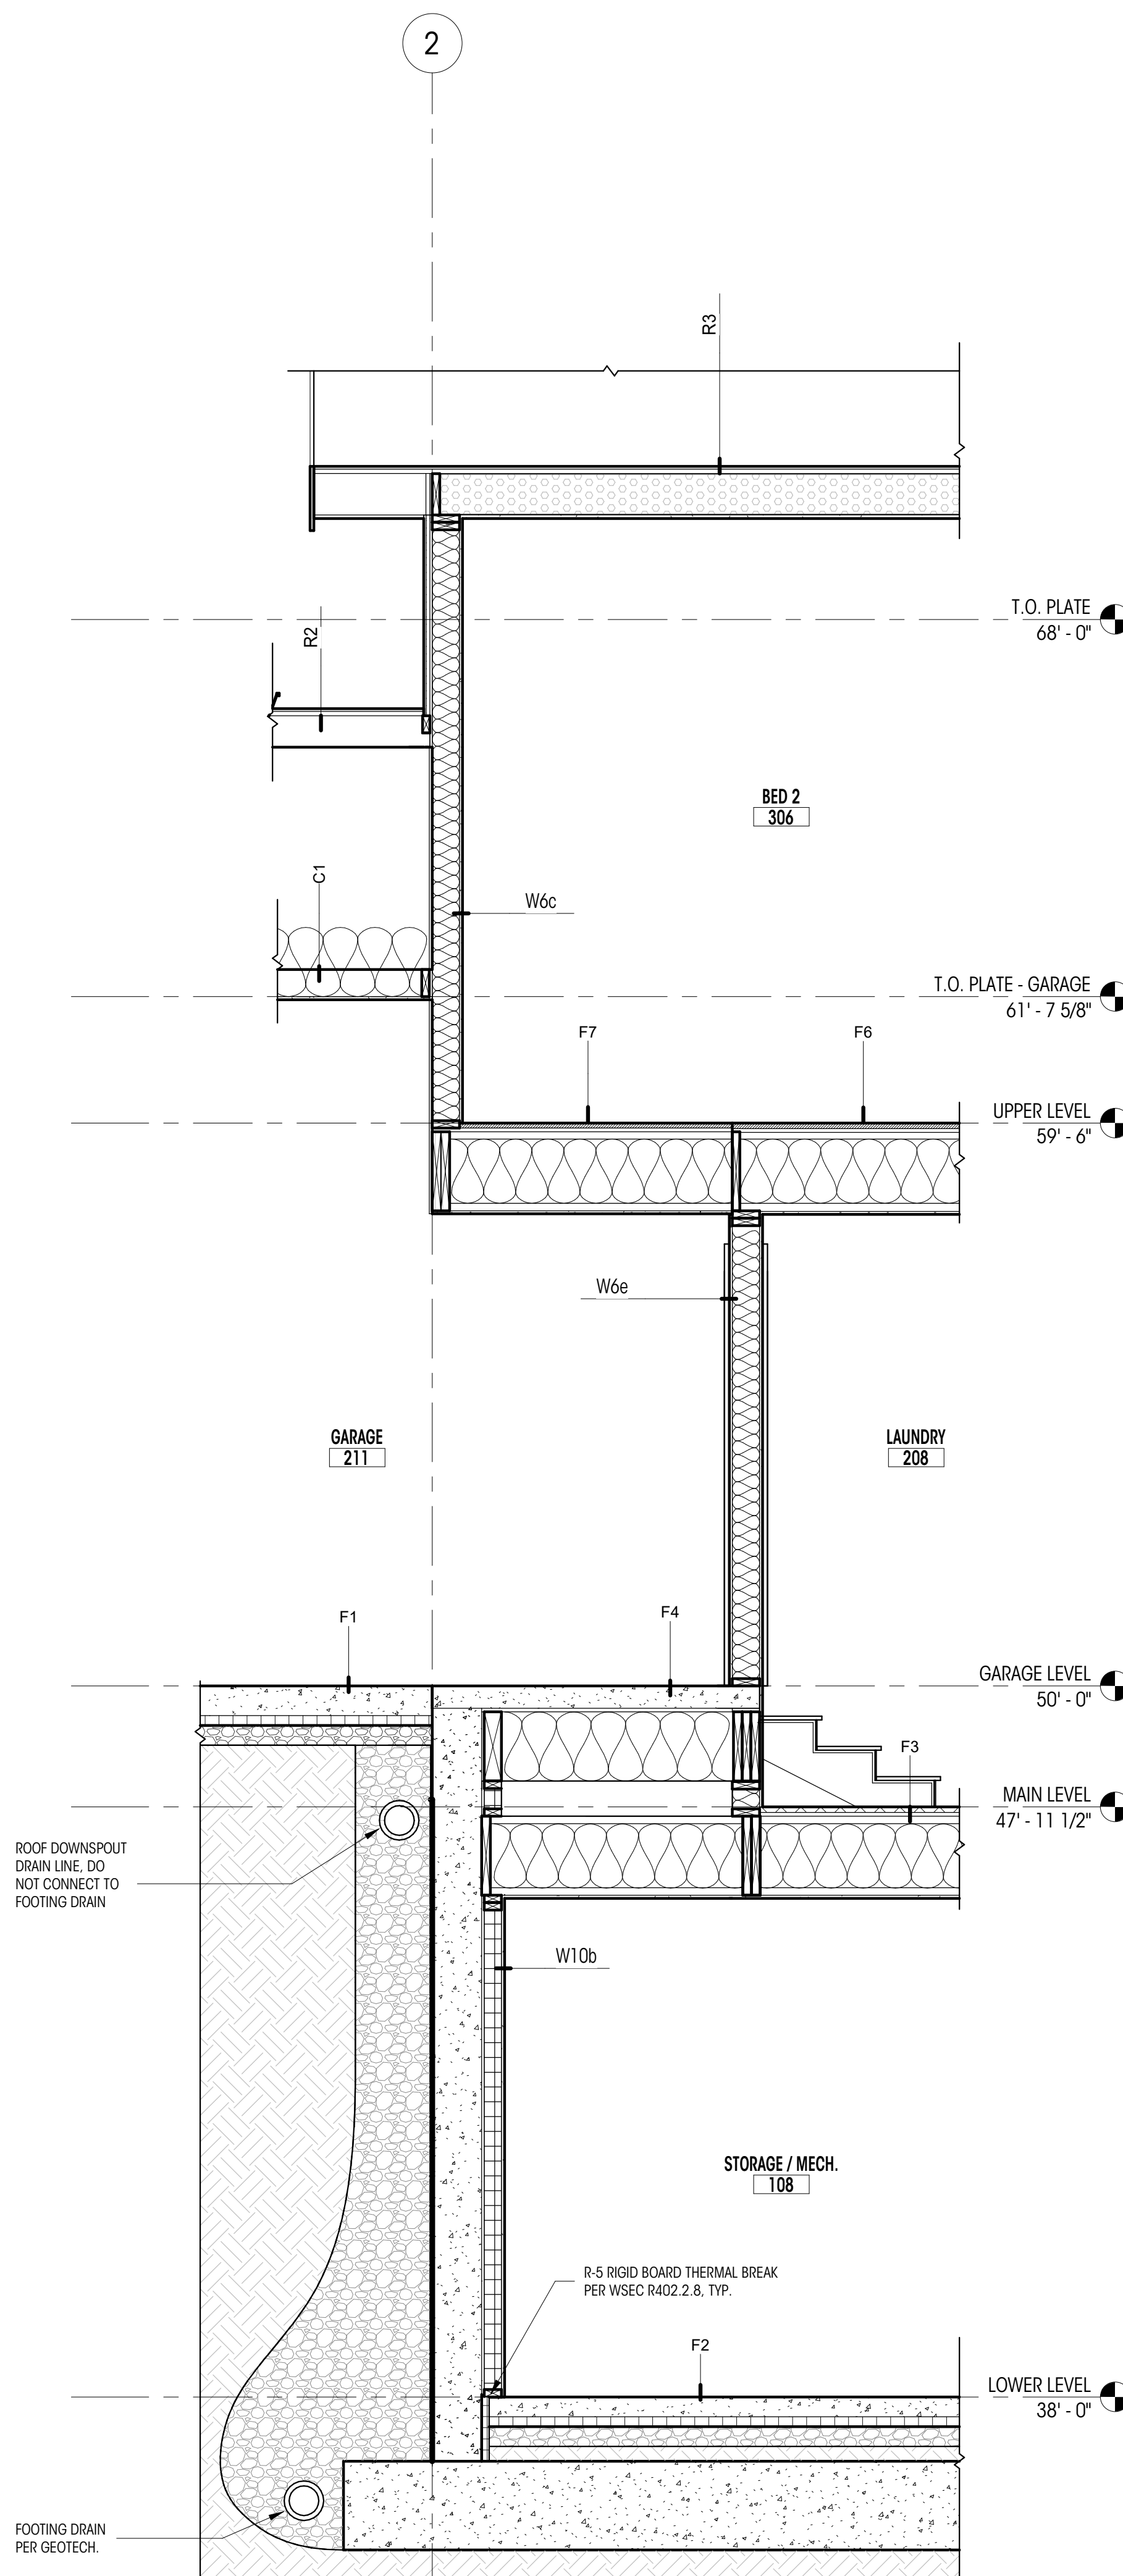 2
R3
T.O. PLATE
68' - 0"
R2
BED 2
306
C1
W6c
T.O. PLATE - GARAGE
61' - 7 5/8"
F7
F6
UPPER LEVEL
59' - 6"
W6e
GARAGE
211
LAUNDRY
208
F1
F4
GARAGE LEVEL
50' - 0"
F3
MAIN LEVEL
47' - 11 1/2"
ROOF DOWNSPOUT
DRAIN LINE, DO
NOT CONNECT TO
FOOTING DRAIN
W10b
STORAGE / MECH.
108
R-5 RIGID BOARD THERMAL BREAK
PER WSEC R402.2.8, TYP.
F2
LOWER LEVEL
38' - 0"
FOOTING DRAIN
PER GEOTECH.